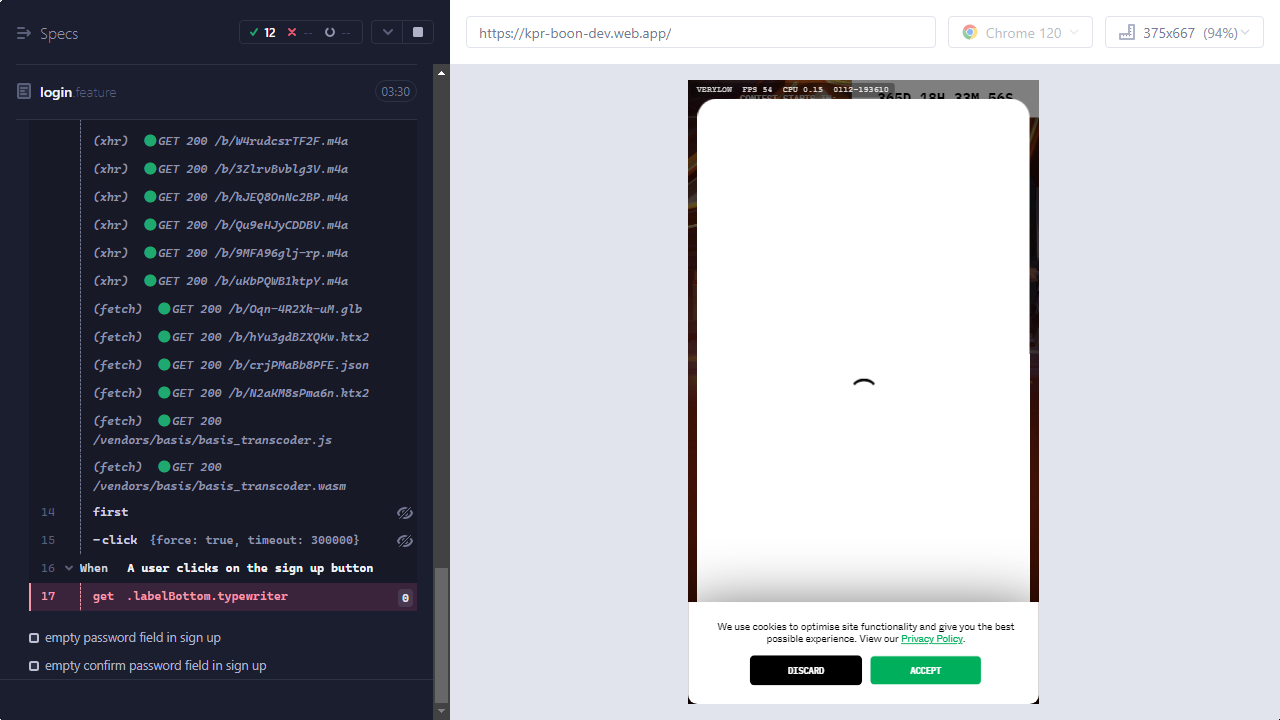 Specs
12
--
--
https://kpr-boon-dev.web.app/
Chrome 120
375x667 (94%)
login.feature
03:30
(xhr) GET 200 /b/W4rudcsrTF2F.m4a
(xhr) GET 200 /b/3ZlrvBvblg3V.m4a
(xhr) GET 200 /b/kJEQ8OnNc2BP.m4a
(xhr) GET 200 /b/Qu9eHJyCDDBV.m4a
(xhr) GET 200 /b/9MFA96glj-rp.m4a
(xhr) GET 200 /b/uKbPQWB1ktpY.m4a
(fetch) GET 200 /b/Oqn-4R2Xk-uM.glb
(fetch) GET 200 /b/hYu3gdBZXQKw.ktx2
(fetch) GET 200 /b/crjPMaBb8PFE.json
(fetch) GET 200 /b/N2aKM8sPma6n.ktx2
(fetch) GET 200
/vendors/basis/basis_transcoder.js
(fetch) GET 200
/vendors/basis/basis_transcoder.wasm
14 first
15 -click {force: true, timeout: 300000}
16 When A user clicks on the sign up button
17 get .labelBottom.typewriter 0
empty password field in sign up
empty confirm password field in sign up
VERYLOW FPS 54 CPU 0.15 0112-193610
CONTEST STARTS IN:
365D 18H 33M 56S
We use cookies to optimise site functionality and give you the best
possible experience. View our Privacy Policy.
DISCARD
ACCEPT